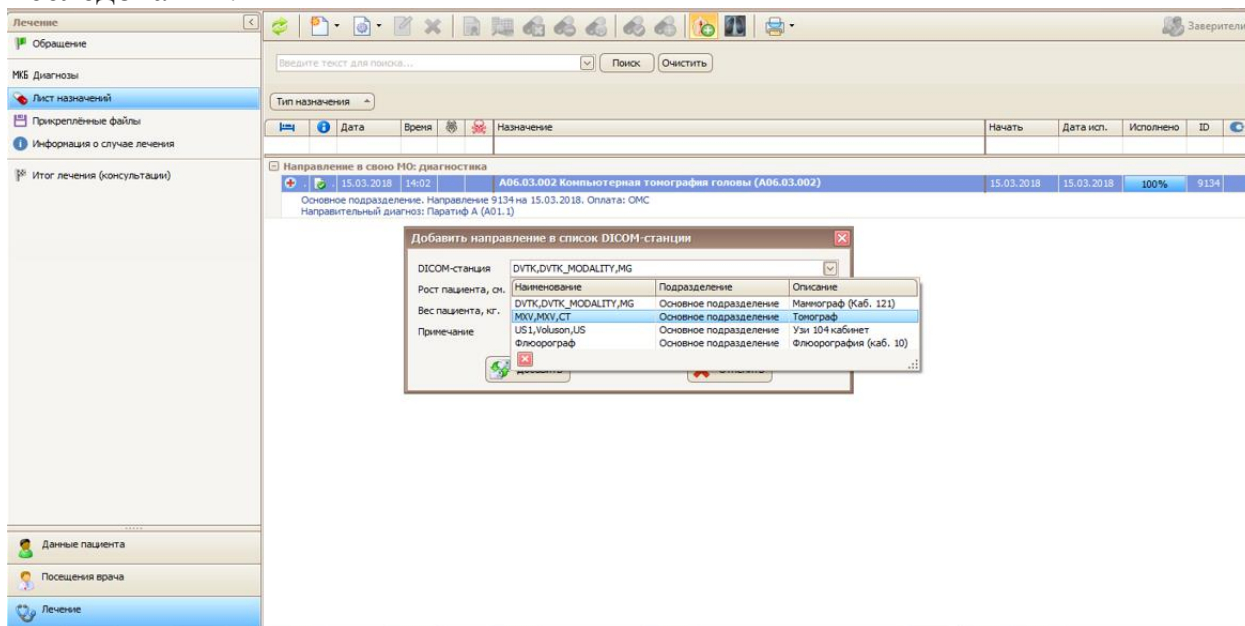 Лечение
Обращение
МКБ Диагнозы
Лист назначений
Прикреплённые файлы
Информация о случае лечения
Итог лечения (консультации)
Данные пациента
Посещения врача
Лечение
Заверители
Введите текст для поиска...
Поиск
Очистить
Тип назначения
Дата Время Назначение Начать Дата исп. Исполнено ID
Направление в свою МО: диагностика
15.03.2018 14:02 A06.03.002 Компьютерная томография головы (A06.03.002) 15.03.2018 15.03.2018 100% 9134
Основное подразделение. Направление 9134 на 15.03.2018. Оплата: ОМС
Направительный диагноз: Паратиф A (A01.1)
Добавить направление в список DICOM-станции
DICOM-станция DVTK,DVTK_MODALITY,MG
Рост пациента, см.
Вес пациента, кг.
Примечание
Наименование Подразделение Описание
DVTK,DVTK_MODALITY,MG Основное подразделение Маммограф (Каб. 121)
MXV,MXV,CT Основное подразделение Томограф
US1,Voluson,US Основное подразделение Узи 104 кабинет
Флюорограф Основное подразделение Флюорография (каб. 10)